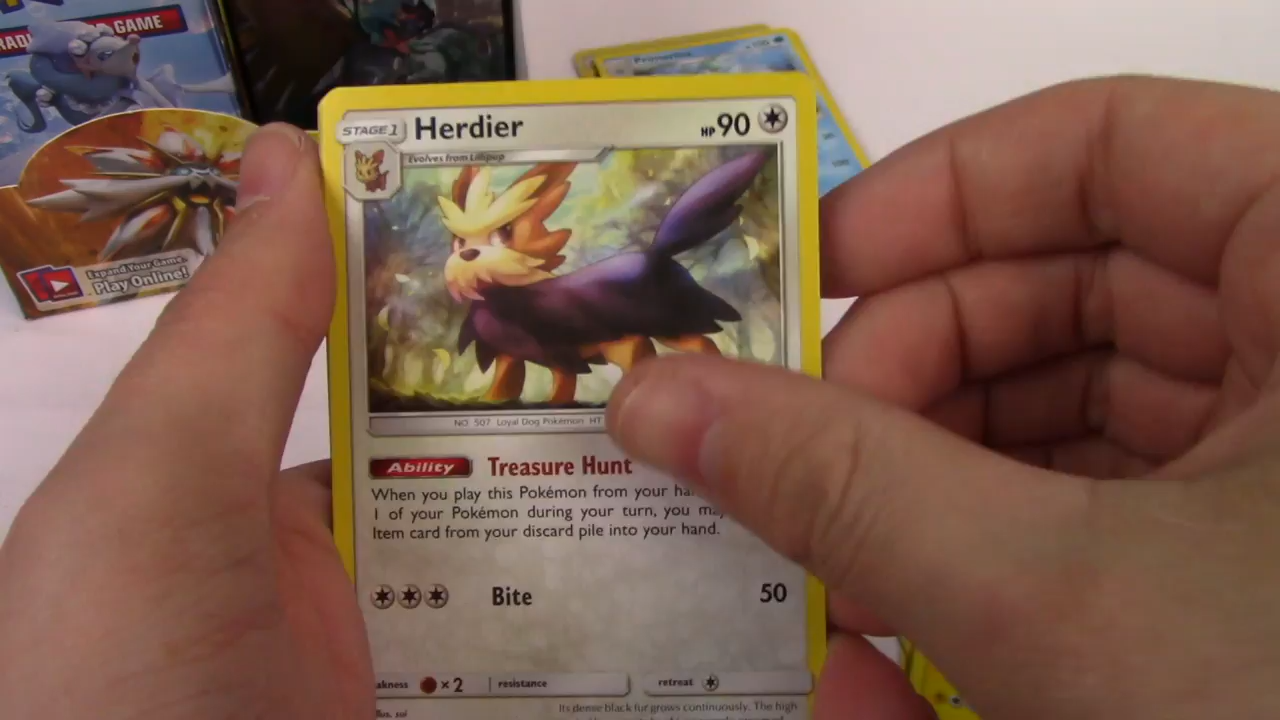 GAME
Expand Your Game.
Play Online!
STAGE 1 Herdier HP 90
Evolves from Lillipup
NO. 507 Loyal Dog Pokémon HT
Ability Treasure Hunt
When you play this Pokémon from your
1 of your Pokémon during your turn, you
Item card from your discard pile into your hand.
Bite 50
×2 resistance retreat
Its dense black fur grows continuously. The high